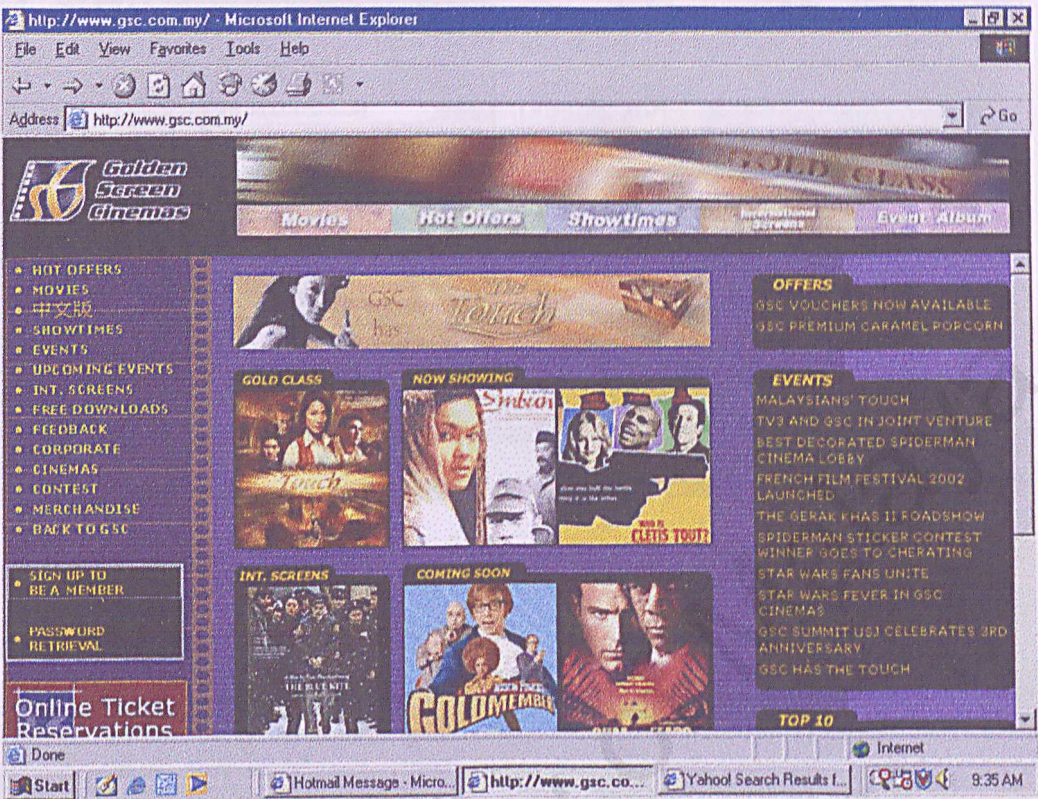 http://www.gsc.com.my/ - Microsoft Internet Explorer
File Edit View Favorites Tools Help
Address http://www.gsc.com.my/ Go
Golden
Screen
Cinemas
GOLD CLASS
Movies Hot Offers Showtimes International Screens Event Album
HOT OFFERS
MOVIES
中文版
SHOWTIMES
EVENTS
UPCOMING EVENTS
INT. SCREENS
FREE DOWNLOADS
FEEDBACK
CORPORATE
CINEMAS
CONTEST
MERCHANDISE
BACK TO GSC
SIGN UP TO
BE A MEMBER
PASSWORD
RETRIEVAL
Online Ticket
Reservations
GSC
has
The
Touch
GOLD CLASS
Touch
NOW SHOWING
Embun
WHO IS
CLETIS TOUT?
INT. SCREENS
THE BLUE KITE
COMING SOON
GOLDMEMBER
OFFERS
GSC VOUCHERS NOW AVAILABLE
GSC PREMIUM CARAMEL POPCORN
EVENTS
MALAYSIANS' TOUCH
TV3 AND GSC IN JOINT VENTURE
BEST DECORATED SPIDERMAN
CINEMA LOBBY
FRENCH FILM FESTIVAL 2002
LAUNCHED
THE GERAK KHAS II ROADSHOW
SPIDERMAN STICKER CONTEST
WINNER GOES TO CHERATING
STAR WARS FANS UNITE
STAR WARS FEVER IN GSC
CINEMAS
GSC SUMMIT USJ CELEBRATES 3RD
ANNIVERSARY
GSC HAS THE TOUCH
TOP 10
Done Internet
Start Hotmail Message - Micro... http://www.gsc.co... Yahoo! Search Results f... 9:35 AM